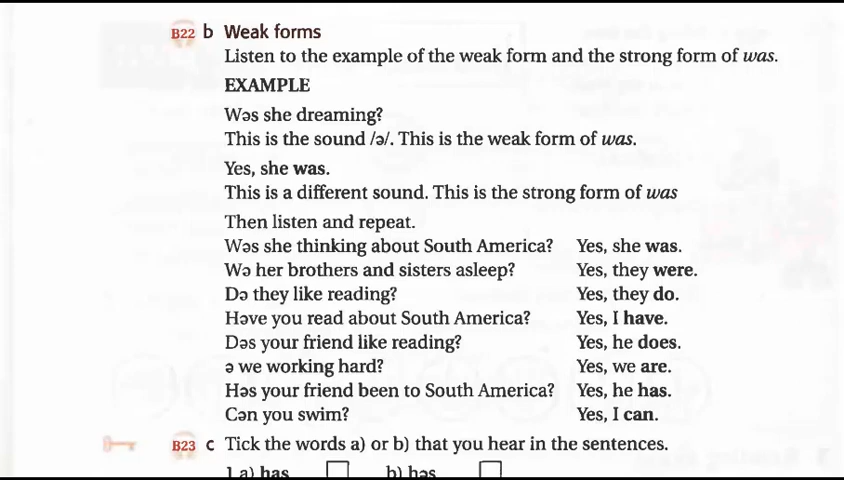 B22 b Weak forms
Listen to the example of the weak form and the strong form of was.
EXAMPLE
Wəs she dreaming?
This is the sound /ə/. This is the weak form of was.
Yes, she was.
This is a different sound. This is the strong form of was
Then listen and repeat.
Wəs she thinking about South America? Yes, she was.
Wə her brothers and sisters asleep? Yes, they were.
Də they like reading? Yes, they do.
Həve you read about South America? Yes, I have.
Dəs your friend like reading? Yes, he does.
ə we working hard? Yes, we are.
Həs your friend been to South America? Yes, he has.
Cən you swim? Yes, I can.
B23 c Tick the words a) or b) that you hear in the sentences.
1 a) has b) həs